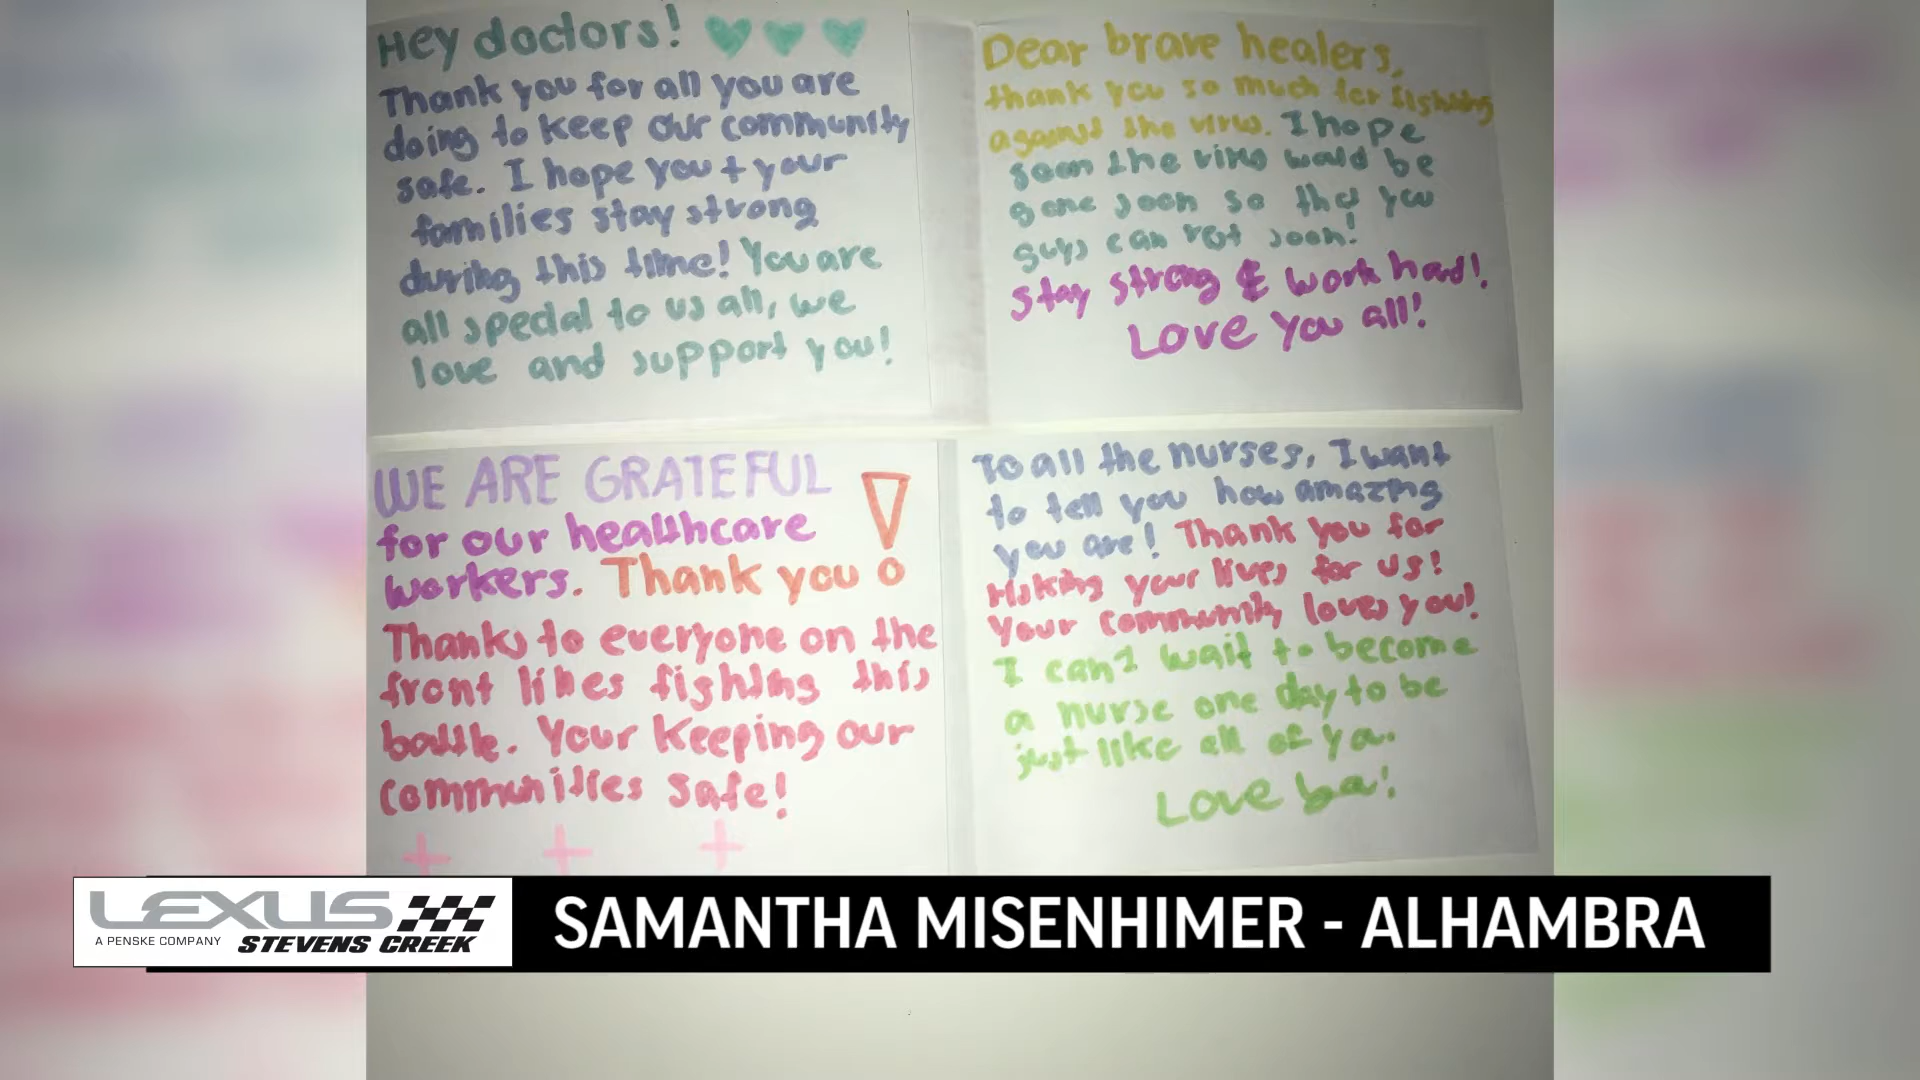 Hey doctors!
Thank you for all you are
doing to keep our community
safe. I hope you + your
families stay strong
during this time! You are
all special to us all, we
love and support you!
Dear brave healers,
thank you so much for fighting
against the virus. I hope
soon the virus would be
gone soon so that you
guys can rest soon!
Stay strong & work hard!
Love you all!
WE ARE GRATEFUL
for our healthcare
workers. Thank you
Thanks to everyone on the
front lines fighting this
battle. Your keeping our
communities safe!
To all the nurses, I want
to tell you how amazing
you are! Thank you for
risking your lives for us!
Your community loves you!
I can't wait to become
a nurse one day to be
just like all of ya.
Love ba!
LEXUS
A PENSKE COMPANY STEVENS CREEK
SAMANTHA MISENHIMER - ALHAMBRA